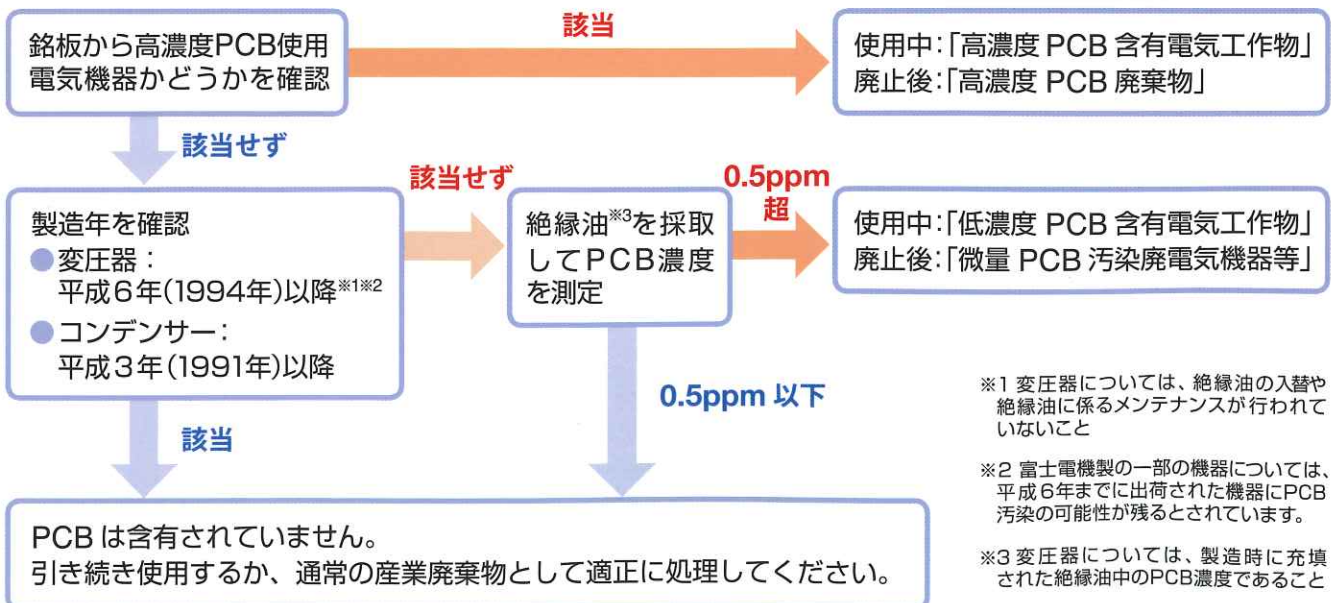 銘板から高濃度PCB使用
電気機器かどうかを確認
該当
使用中:「高濃度 PCB 含有電気工作物」
廃止後:「高濃度 PCB 廃棄物」
該当せず
製造年を確認
●変圧器:
平成6年(1994年)以降※1※2
●コンデンサー:
平成3年(1991年)以降
該当せず
絶縁油※3を採取
してPCB濃度
を測定
0.5ppm
超
使用中:「低濃度 PCB 含有電気工作物」
廃止後:「微量 PCB 汚染廃電気機器等」
該当
0.5ppm 以下
PCB は含有されていません。
引き続き使用するか、通常の産業廃棄物として適正に処理してください。
※1 変圧器については、絶縁油の入替や
絶縁油に係るメンテナンスが行われて
いないこと
※2 富士電機製の一部の機器については、
平成6年までに出荷された機器にPCB
汚染の可能性が残るとされています。
※3 変圧器については、製造時に充填
された絶縁油中のPCB濃度であること